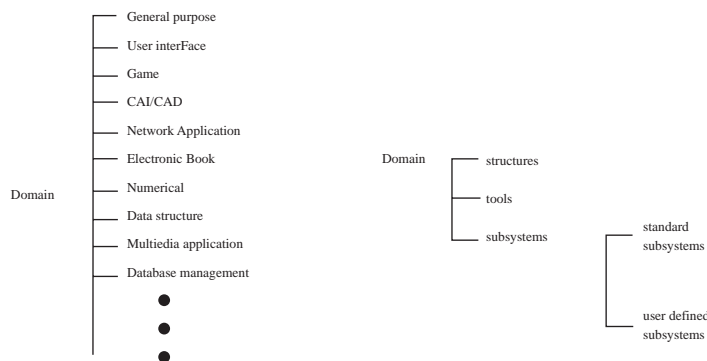 General purpose
User interFace
Game
CAI/CAD
Network Application
Electronic Book
Numerical
Domain
Data structure
Multiedia application
Database management
Domain
structures
tools
subsystems
standard
subsystems
user defined
subsystems